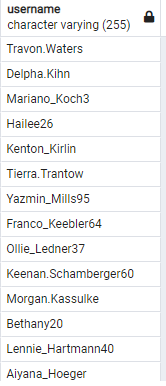 username
character varying (255)
Travon.Waters
Delpha.Kihn
Mariano_Koch3
Hailee26
Kenton_Kirlin
Tierra.Trantow
Yazmin_Mills95
Franco_Keebler64
Ollie_Ledner37
Keenan.Schamberger60
Morgan.Kassulke
Bethany20
Lennie_Hartmann40
Aiyana_Hoeger